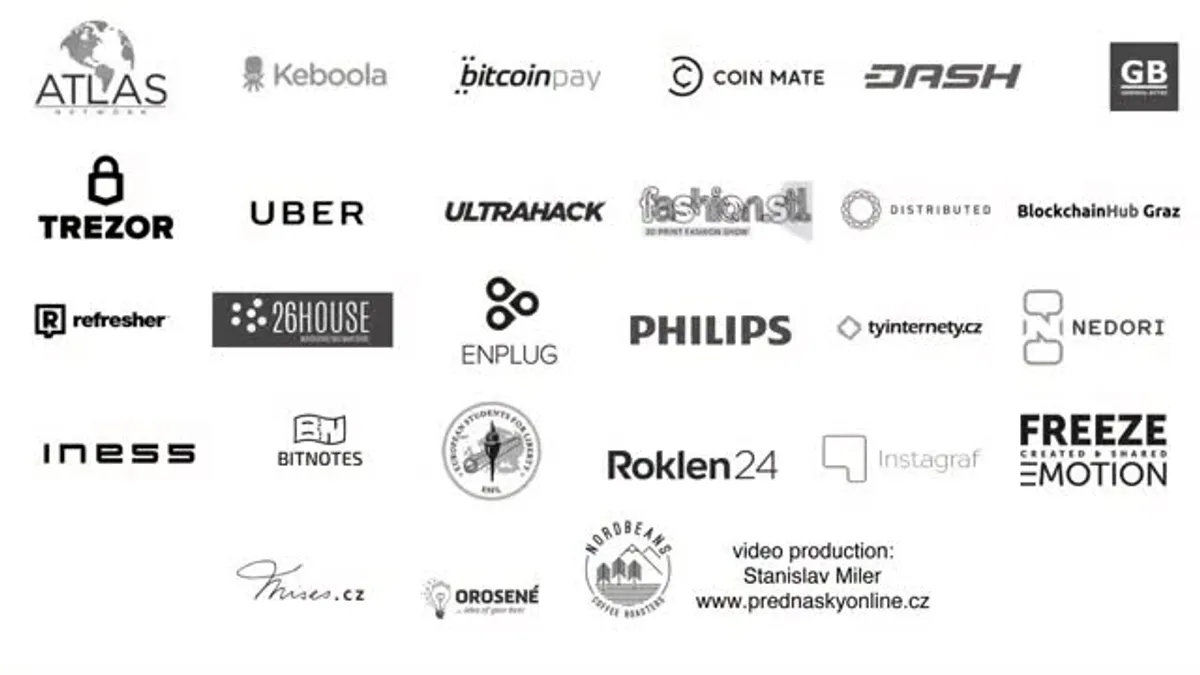 ATLAS
NETWORK
Keboola
bitcoinpay
COIN MATE
DASH
GB
GENERAL BYTES
TREZOR
UBER
ULTRAHACK
fashion.stl
3D PRINT FASHION SHOW
DISTRIBUTED
BlockchainHub Graz
refresher
26HOUSE
ENPLUG
PHILIPS
tyinternety.cz
NEDORI
iness
BN
BITNOTES
EUROPEAN STUDENTS FOR LIBERTY
ESFL
Roklen24
Instagraf
FREEZE
CREATED & SHARED
EMOTION
mises.cz
OROSENÉ
... idea of your beer
NORDBEANS
COFFEE ROASTERS
video production:
Stanislav Miler
www.prednaskyonline.cz